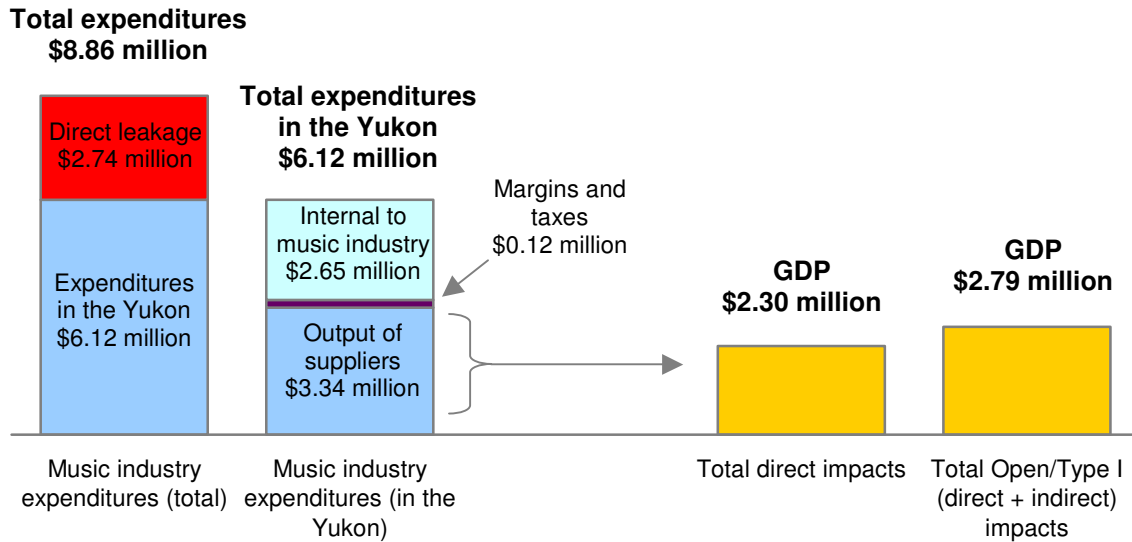 Total expenditures
$8.86 million
Direct leakage
$2.74 million
Expenditures
in the Yukon
$6.12 million
Total expenditures
in the Yukon
$6.12 million
Internal to
music industry
$2.65 million
Margins and
taxes
$0.12 million
Output of
suppliers
$3.34 million
GDP
$2.30 million
GDP
$2.79 million
Music industry
expenditures (total)
Music industry
expenditures (in the
Yukon)
Total direct impacts
Total Open/Type I
(direct + indirect)
impacts